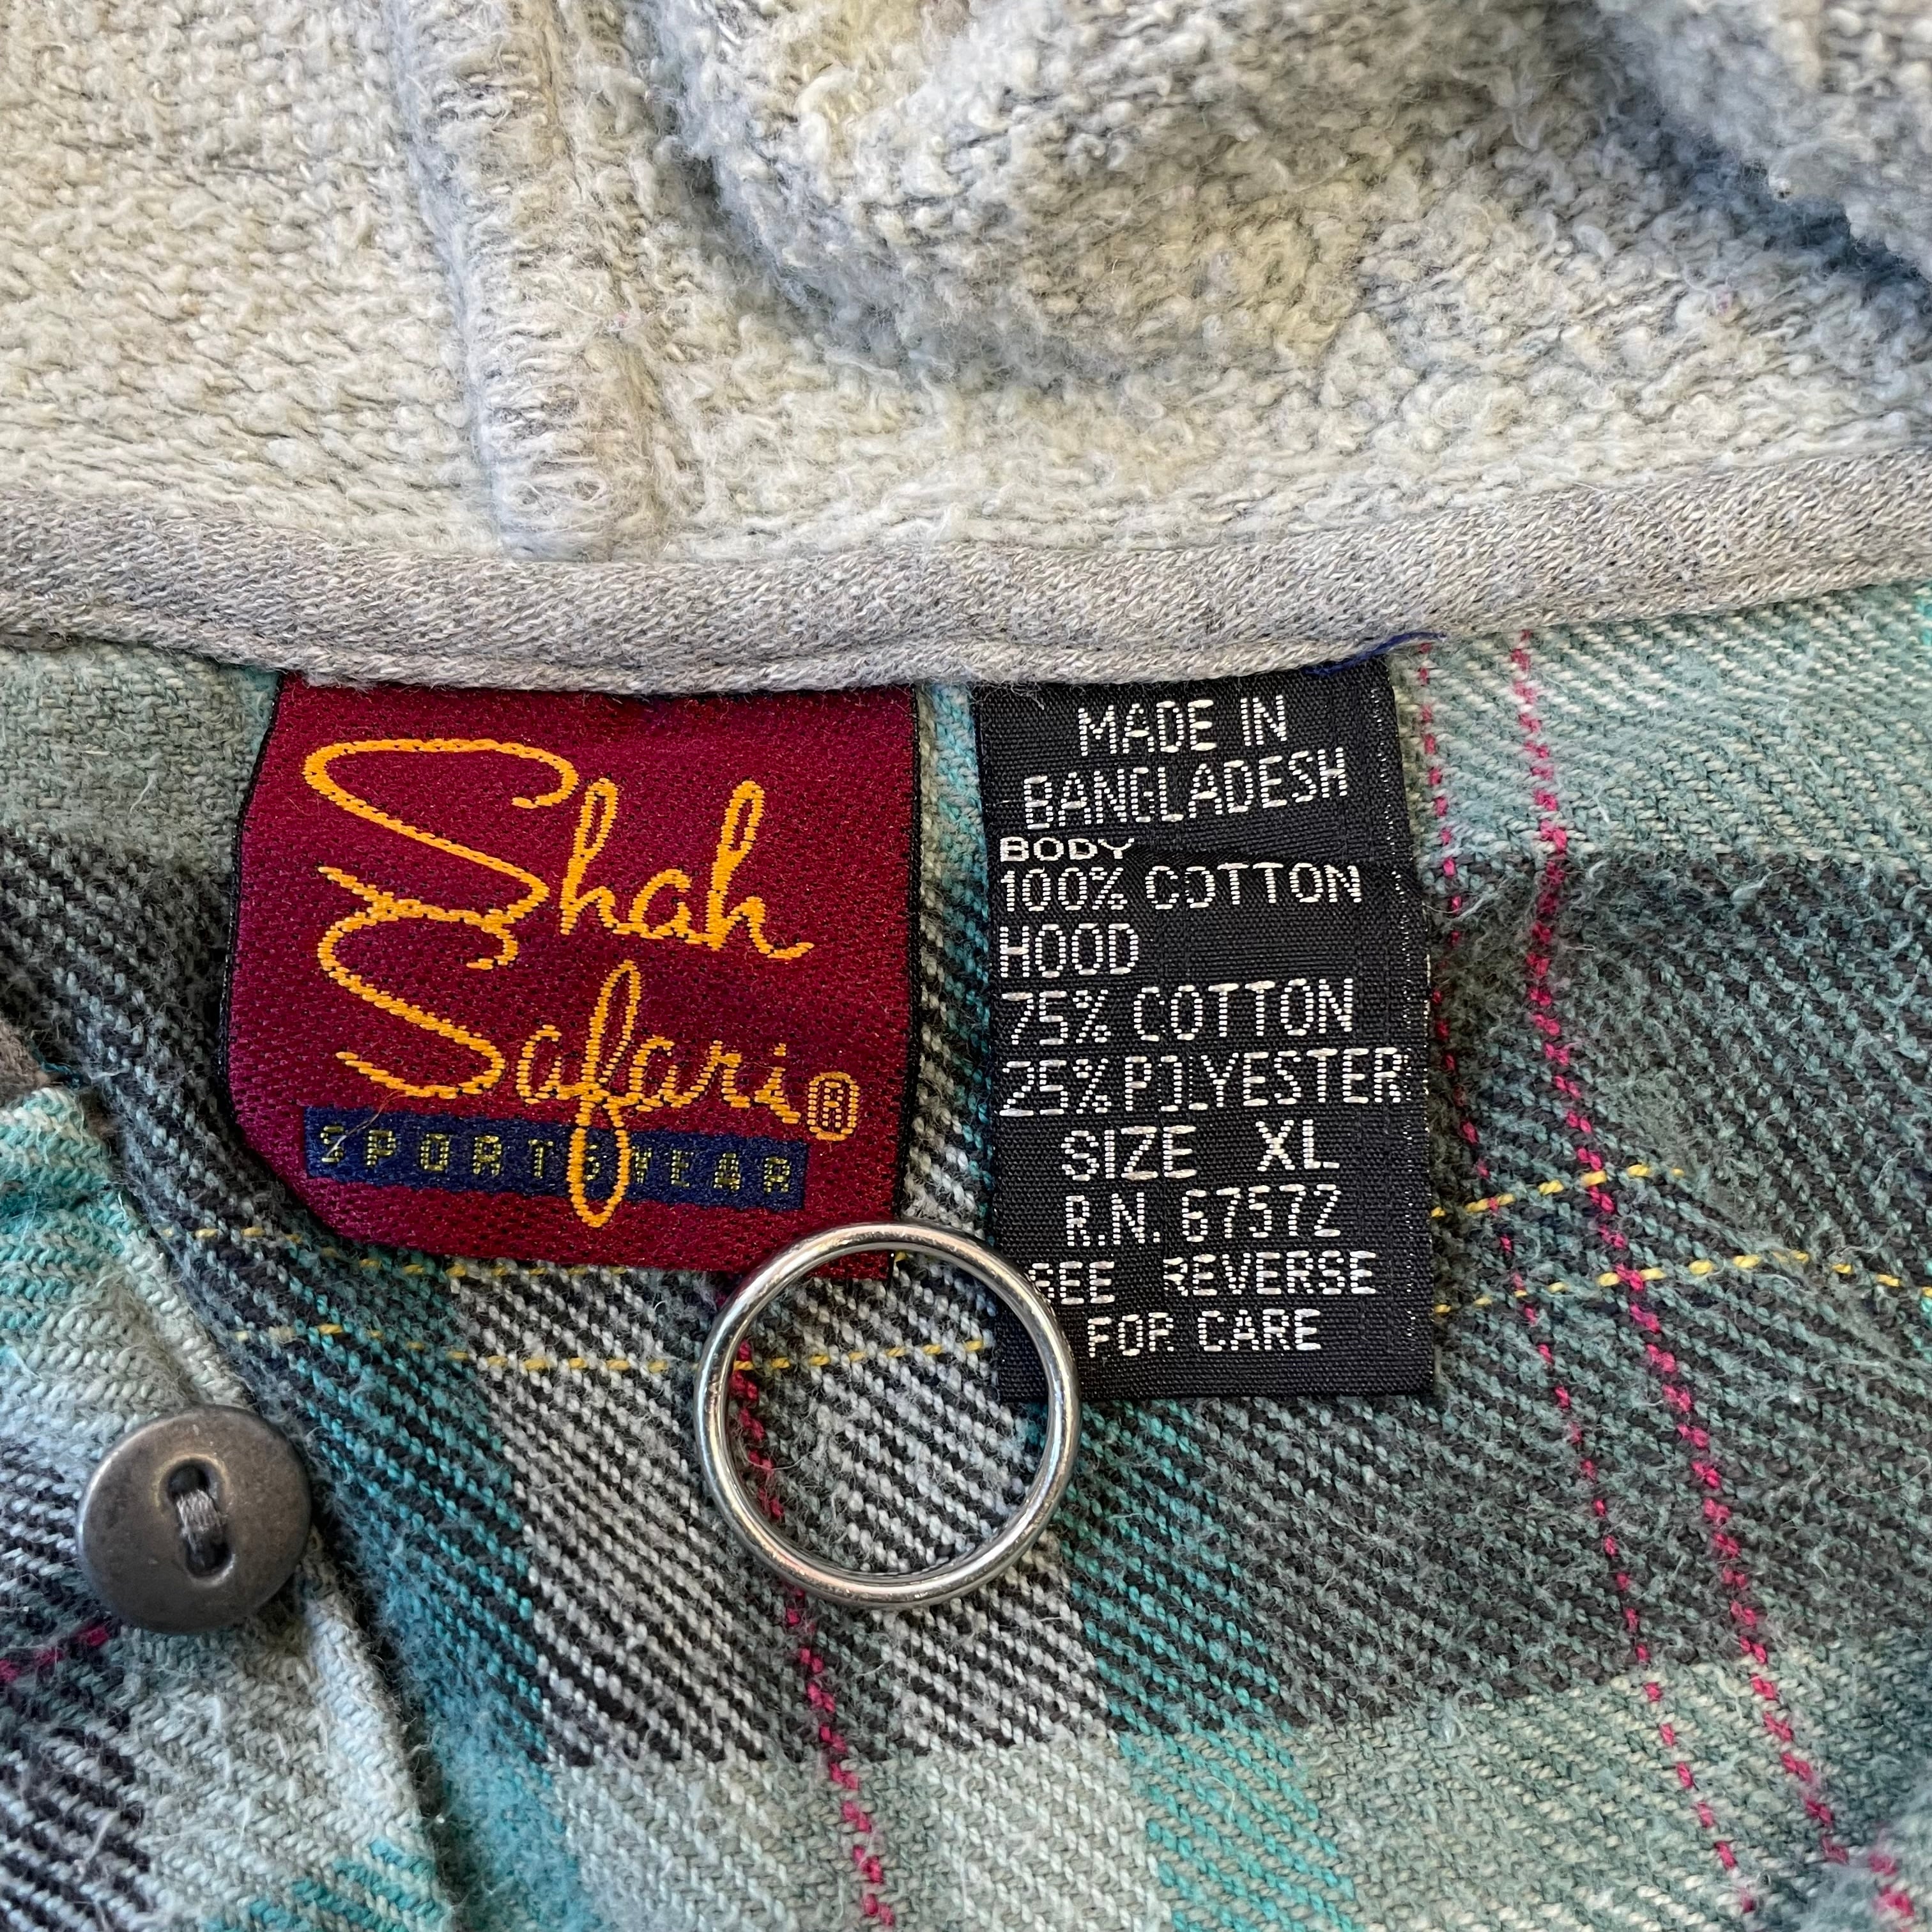 Shah
Safari®
SPORTSWEAR
MADE IN
BANGLADESH
BODY
100% COTTON
HOOD
75% COTTON
25% POLYESTER
SIZE XL
R.N. 67572
SEE REVERSE
FOR CARE